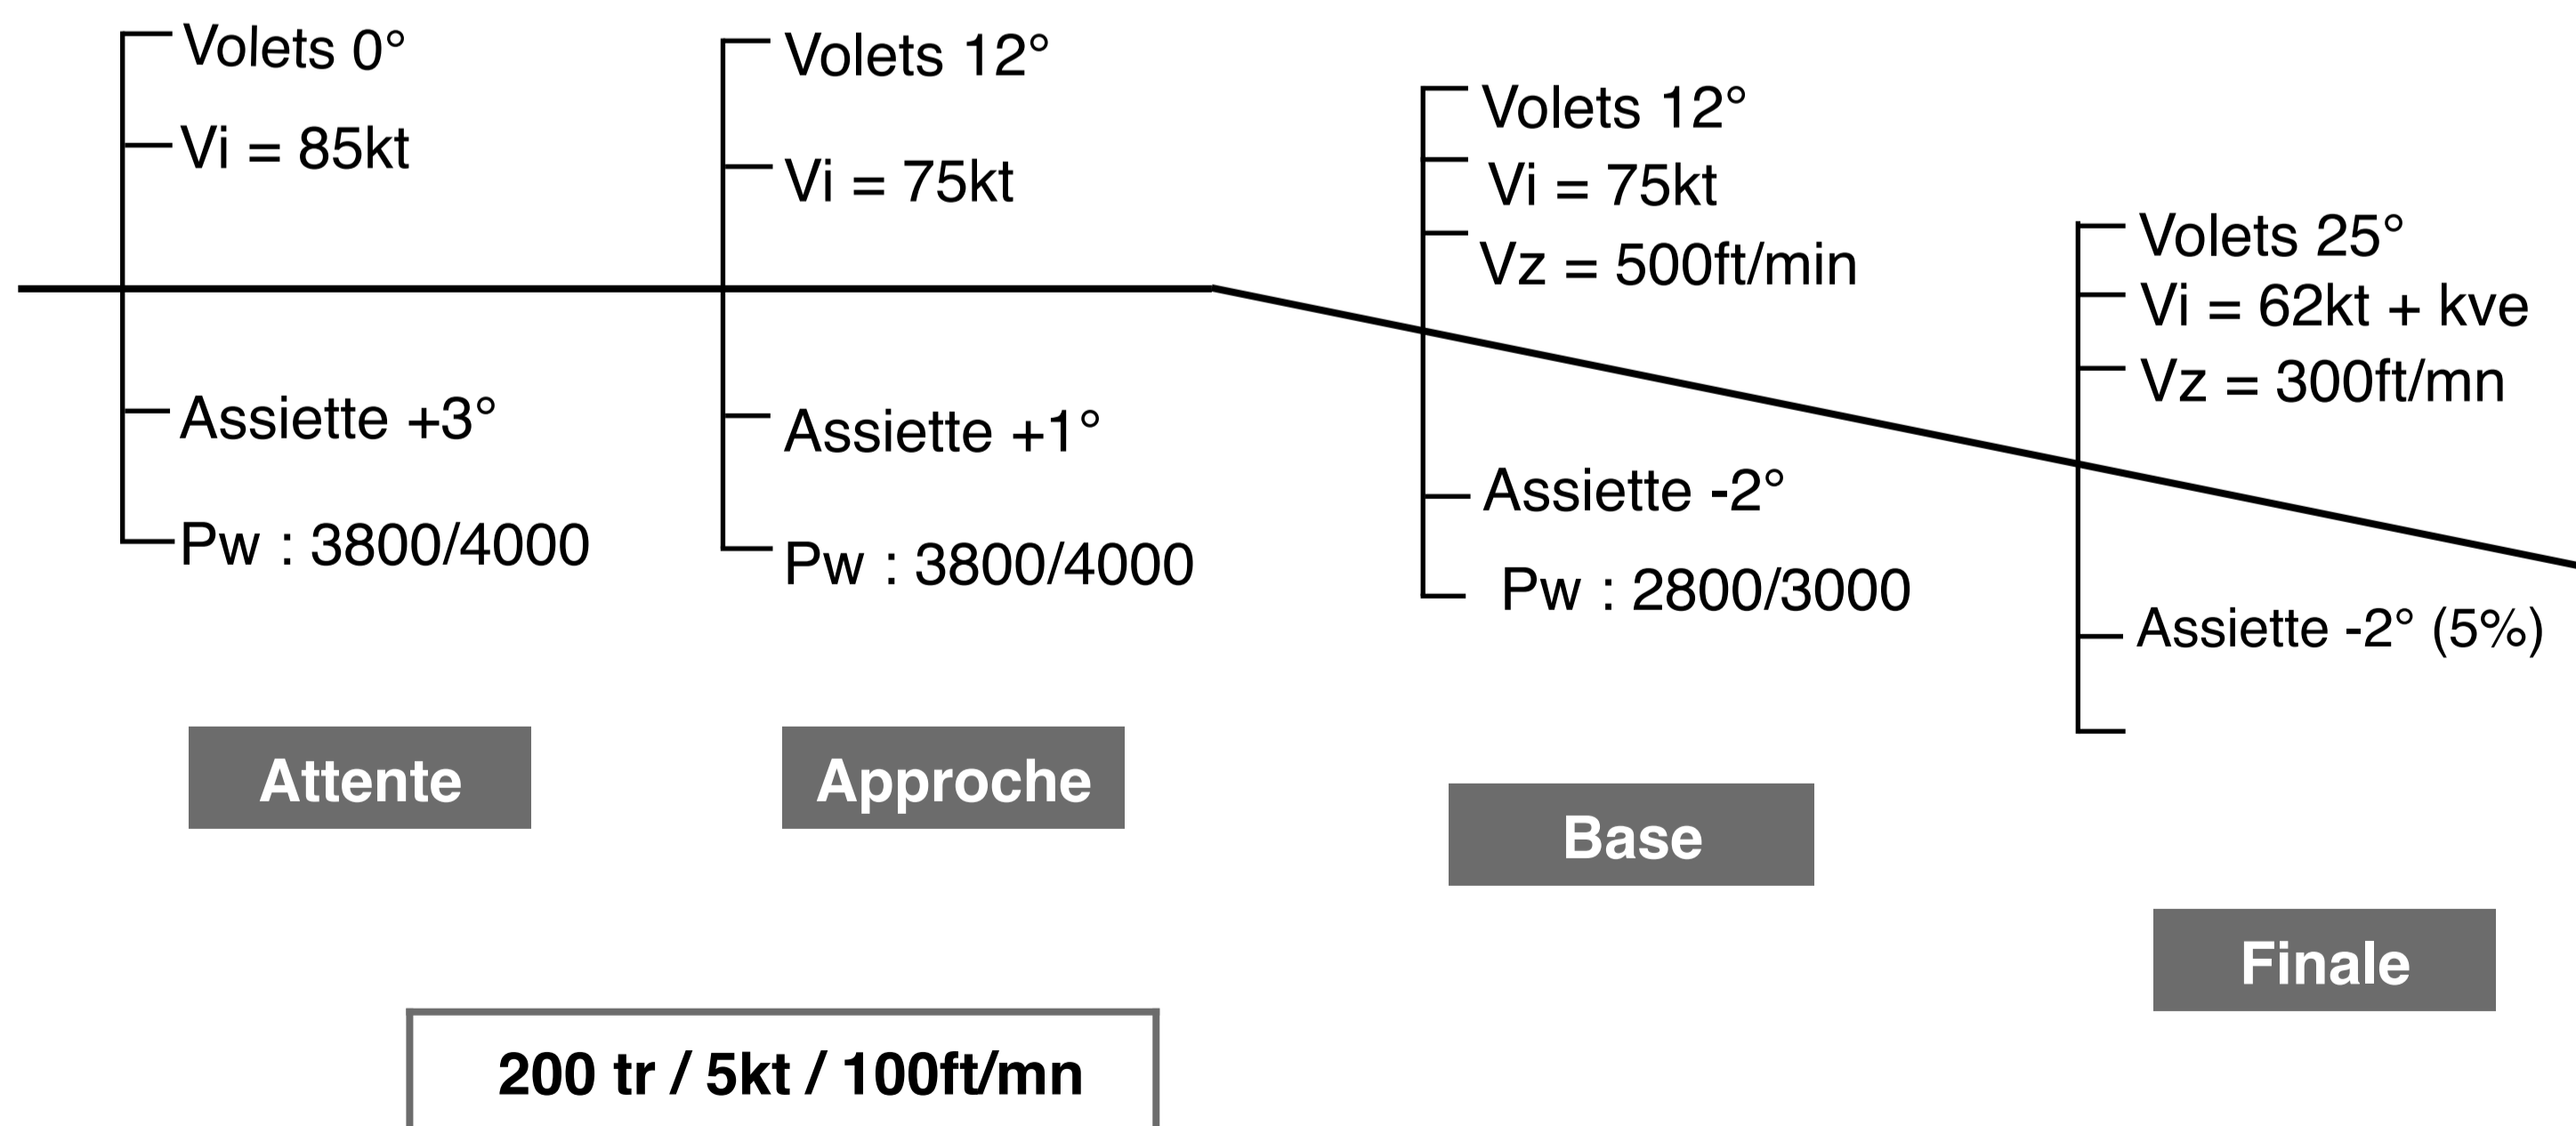 Volets 0°
Vi = 85kt
Assiette +3°
Pw : 3800/4000
Attente
Volets 12°
Vi = 75kt
Assiette +1°
Pw : 3800/4000
Approche
Volets 12°
Vi = 75kt
Vz = 500ft/min
Assiette -2°
Pw : 2800/3000
Base
Volets 25°
Vi = 62kt + kve
Vz = 300ft/mn
Assiette -2° (5%)
Finale
200 tr / 5kt / 100ft/mn